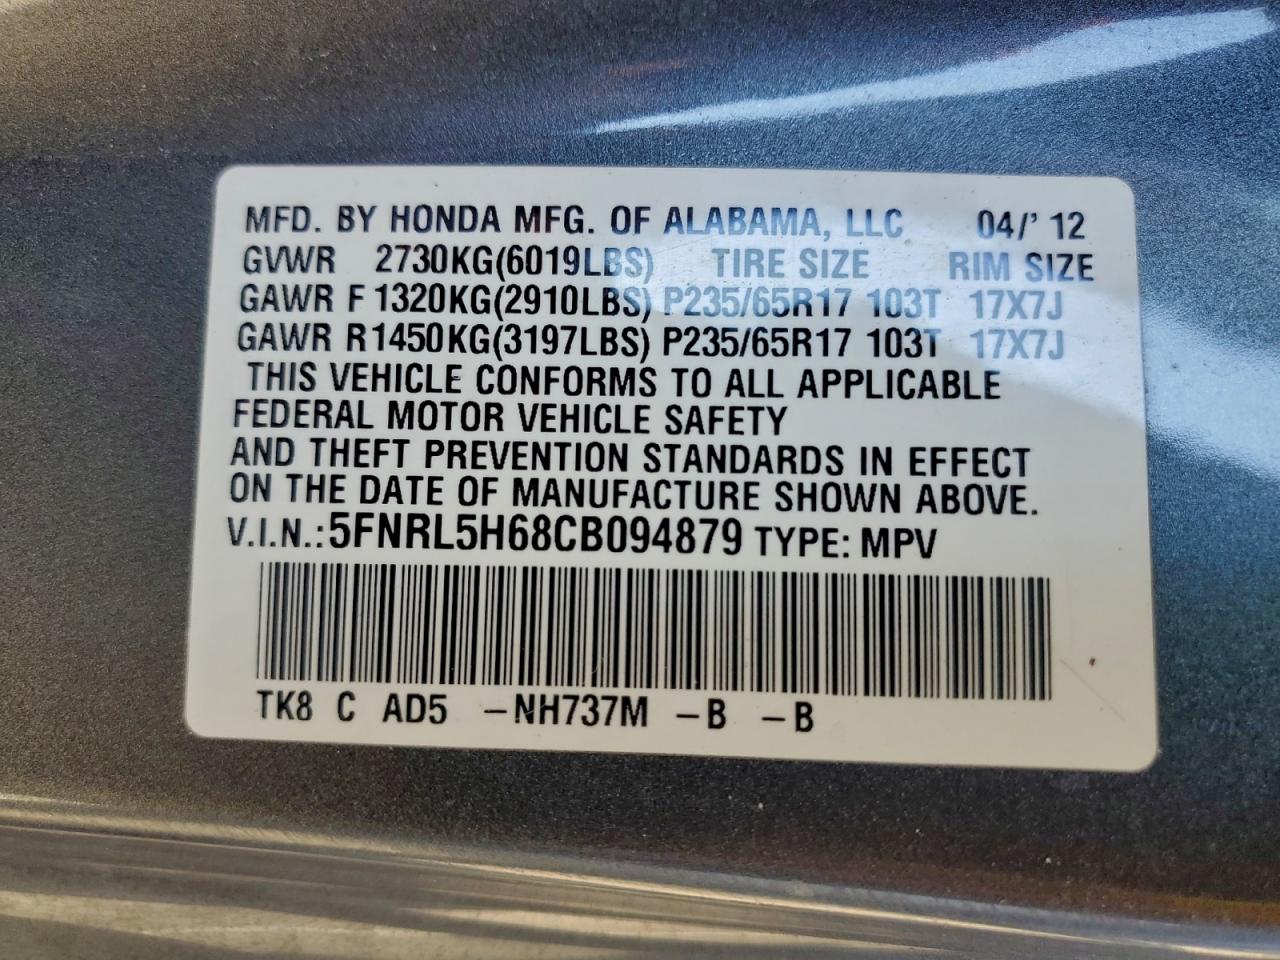 MFD. BY HONDA MFG. OF ALABAMA, LLC 04/' 12
GVWR 2730KG(6019LBS) TIRE SIZE RIM SIZE
GAWR F 1320KG(2910LBS) P235/65R17 103T 17X7J
GAWR R1450KG(3197LBS) P235/65R17 103T 17X7J
THIS VEHICLE CONFORMS TO ALL APPLICABLE
FEDERAL MOTOR VEHICLE SAFETY
AND THEFT PREVENTION STANDARDS IN EFFECT
ON THE DATE OF MANUFACTURE SHOWN ABOVE.
V.I.N.: 5FNRL5H68CB094879 TYPE: MPV
TK8 C AD5 -NH737M -B -B